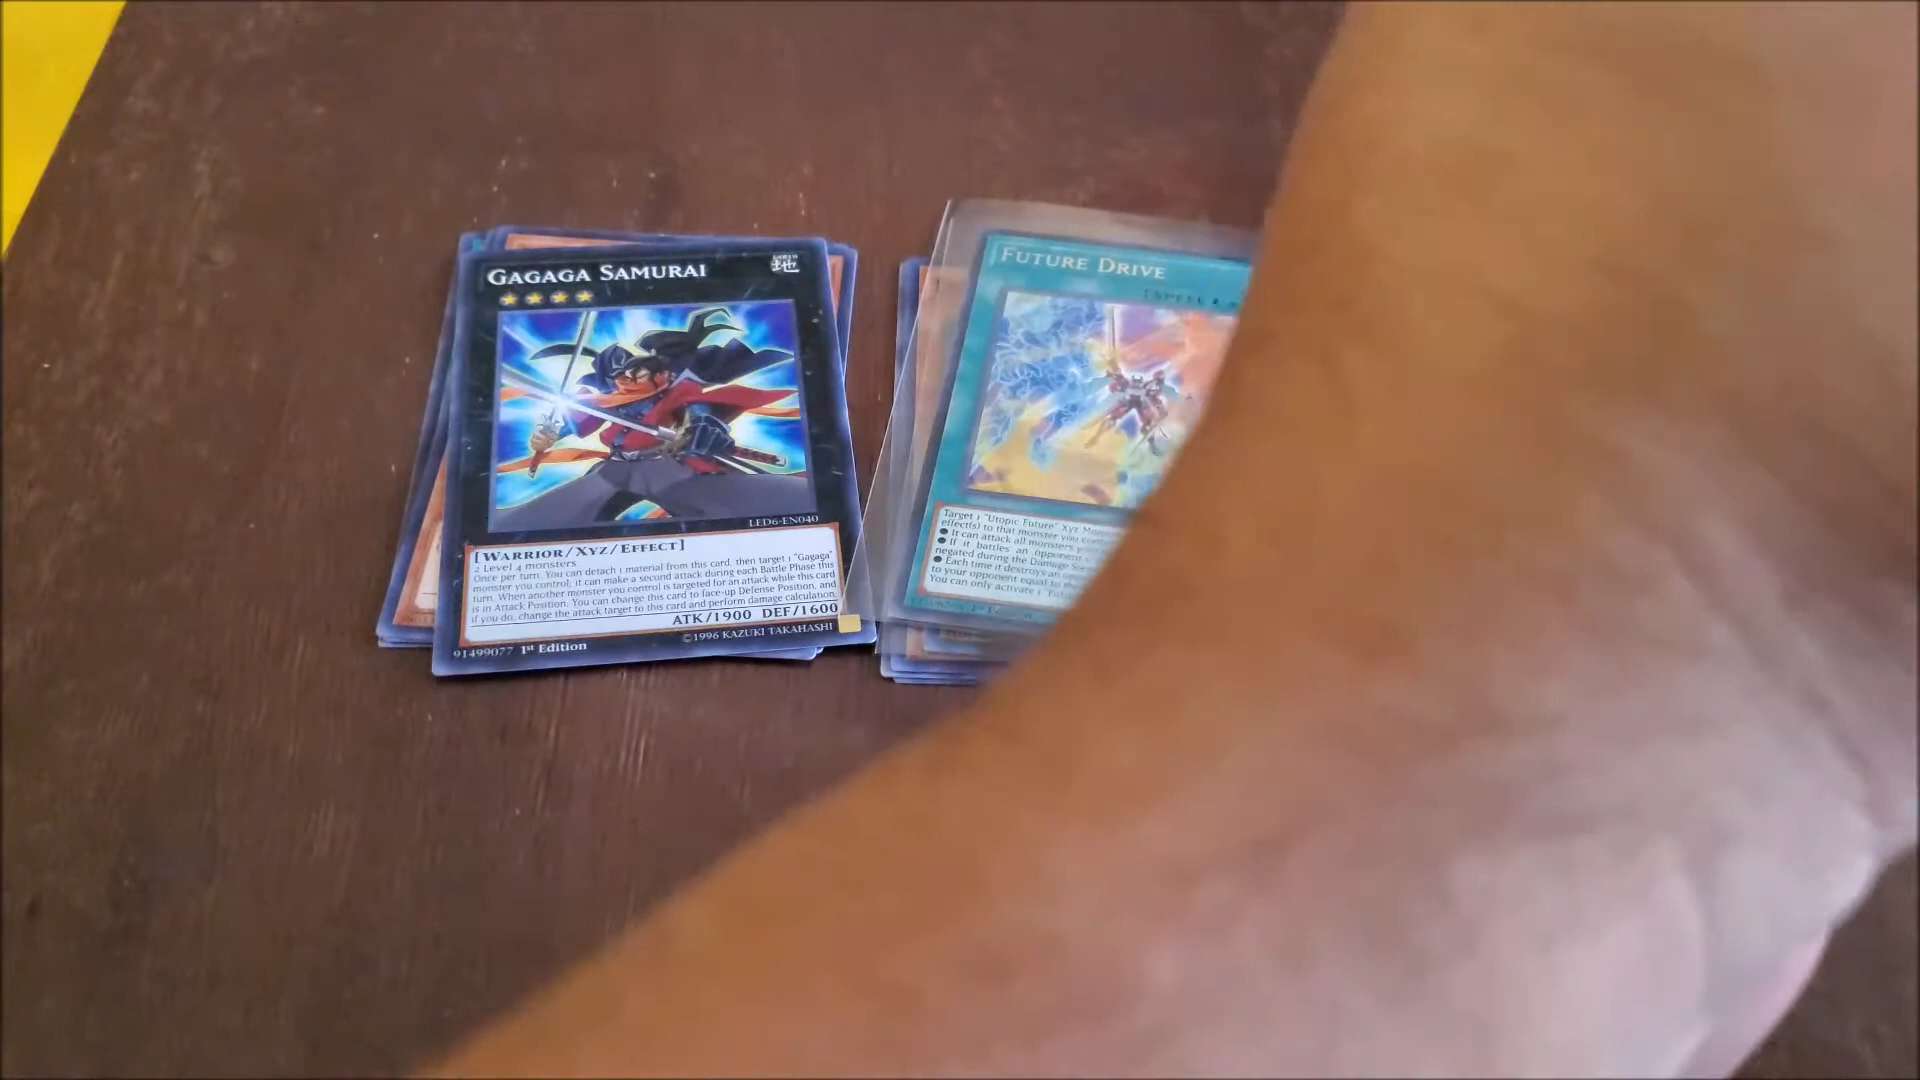 GAGAGA SAMURAI
地
LED6-EN040
[WARRIOR/XYZ/EFFECT]
2 Level 4 monsters
Once per turn: You can detach 1 material from this card, then target 1 "Gagaga"
monster you control; it can make a second attack during each Battle Phase this
turn. When another monster you control is targeted for an attack while this card
is in Attack Position: You can change this card to face-up Defense Position, and
if you do, change the attack target to this card and perform damage calculation.
ATK/1900 DEF/1600
91499077 1st Edition
©1996 KAZUKI TAKAHASHI
FUTURE DRIVE
Target 1 "Utopic Future" Xyz
effect(s) to that monster you
● It can attack all monsters
● If it battles an opponent's
negated during the Damage
● Each time it destroys an
to your opponent equal to
You can only activate 1